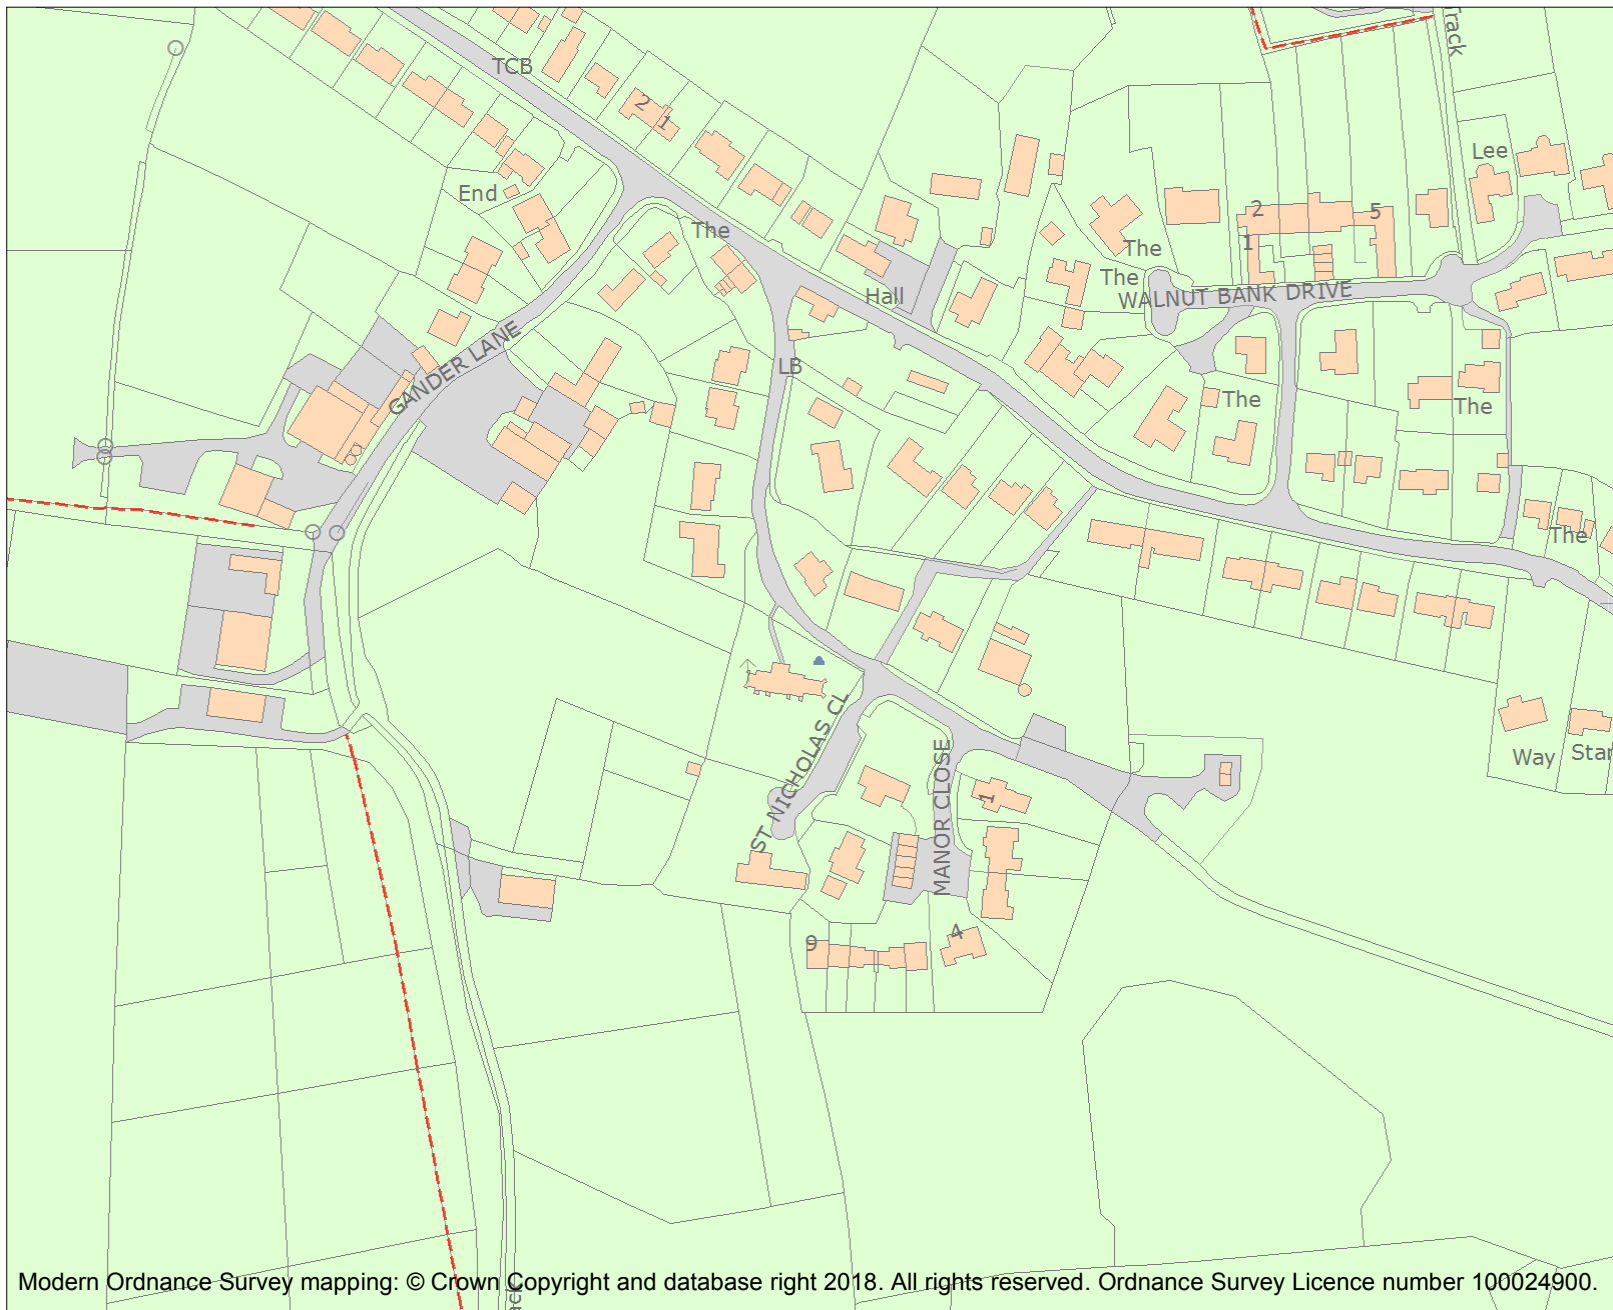 Track
TCB
2
1
Lee
End
The
2
5
1
The
The
Hall
WALNUT BANK DRIVE
GANDER LANE
LB
The
The
The
ST NICHOLAS CL
MANOR CLOSE
Way
Star
1
4
9
Modern Ordnance Survey mapping: © Crown Copyright and database right 2018. All rights reserved. Ordnance Survey Licence number 100024900.
ack